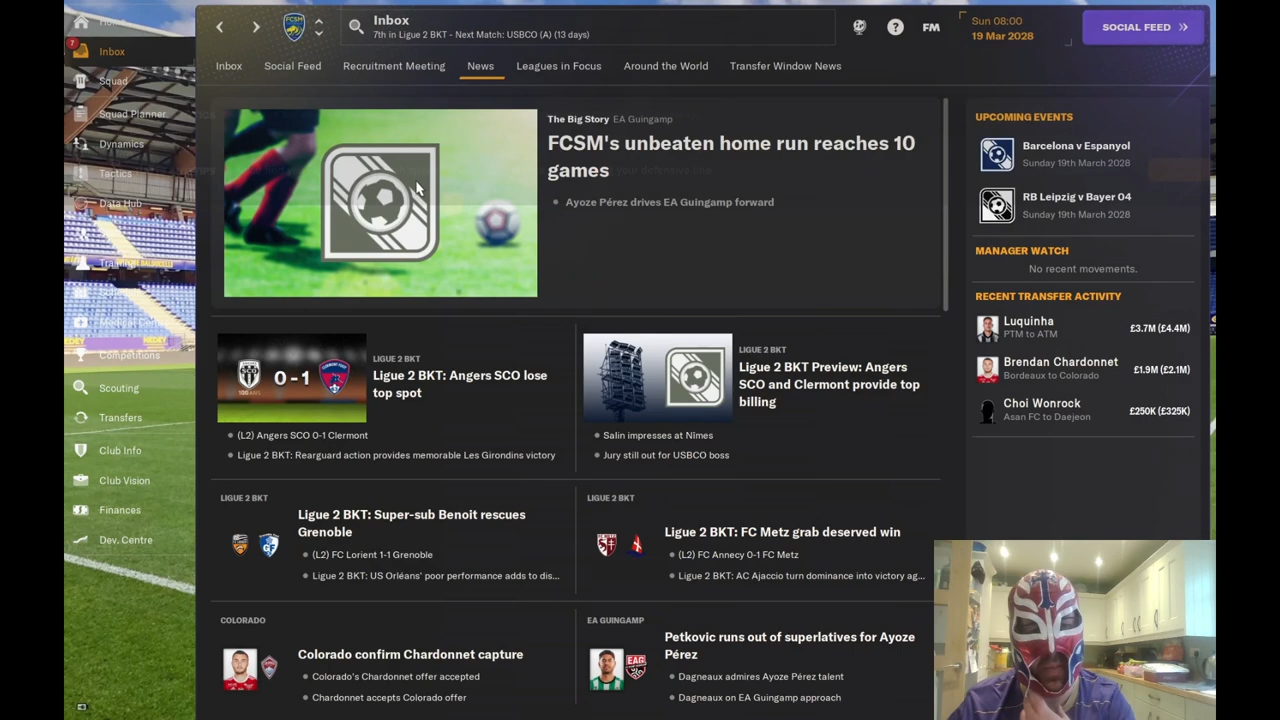 Home
7
Inbox
Squad
Squad Planner
Dynamics
Tactics
Data Hub
Competitions
Scouting
Transfers
Club Info
Club Vision
Finances
Dev. Centre
FCSM
Inbox
7th in Ligue 2 BKT - Next Match: USBCO (A) (13 days)
?
FM
Sun 08:00
19 Mar 2028
SOCIAL FEED
Inbox
Social Feed
Recruitment Meeting
News
Leagues in Focus
Around the World
Transfer Window News
The Big Story EA Guingamp
FCSM's unbeaten home run reaches 10
games
Ayoze Pérez drives EA Guingamp forward
LIGUE 2 BKT
Ligue 2 BKT: Angers SCO lose
top spot
SCO
0 - 1
(L2) Angers SCO 0-1 Clermont
Ligue 2 BKT: Rearguard action provides memorable Les Girondins victory
LIGUE 2 BKT
Ligue 2 BKT Preview: Angers
SCO and Clermont provide top
billing
Salin impresses at Nîmes
Jury still out for USBCO boss
LIGUE 2 BKT
Ligue 2 BKT: Super-sub Benoit rescues
Grenoble
(L2) FC Lorient 1-1 Grenoble
Ligue 2 BKT: US Orléans' poor performance adds to dis...
LIGUE 2 BKT
Ligue 2 BKT: FC Metz grab deserved win
(L2) FC Annecy 0-1 FC Metz
Ligue 2 BKT: AC Ajaccio turn dominance into victory ag...
COLORADO
Colorado confirm Chardonnet capture
Colorado's Chardonnet offer accepted
Chardonnet accepts Colorado offer
EA GUINGAMP
Petkovic runs out of superlatives for Ayoze
Pérez
Dagneaux admires Ayoze Pérez talent
Dagneaux on EA Guingamp approach
UPCOMING EVENTS
Barcelona v Espanyol
Sunday 19th March 2028
RB Leipzig v Bayer 04
Sunday 19th March 2028
MANAGER WATCH
No recent movements.
RECENT TRANSFER ACTIVITY
Luquinha
PTM to ATM
£3.7M (£4.4M)
Brendan Chardonnet
Bordeaux to Colorado
£1.9M (£2.1M)
Choi Wonrock
Asan FC to Daejeon
£250K (£325K)